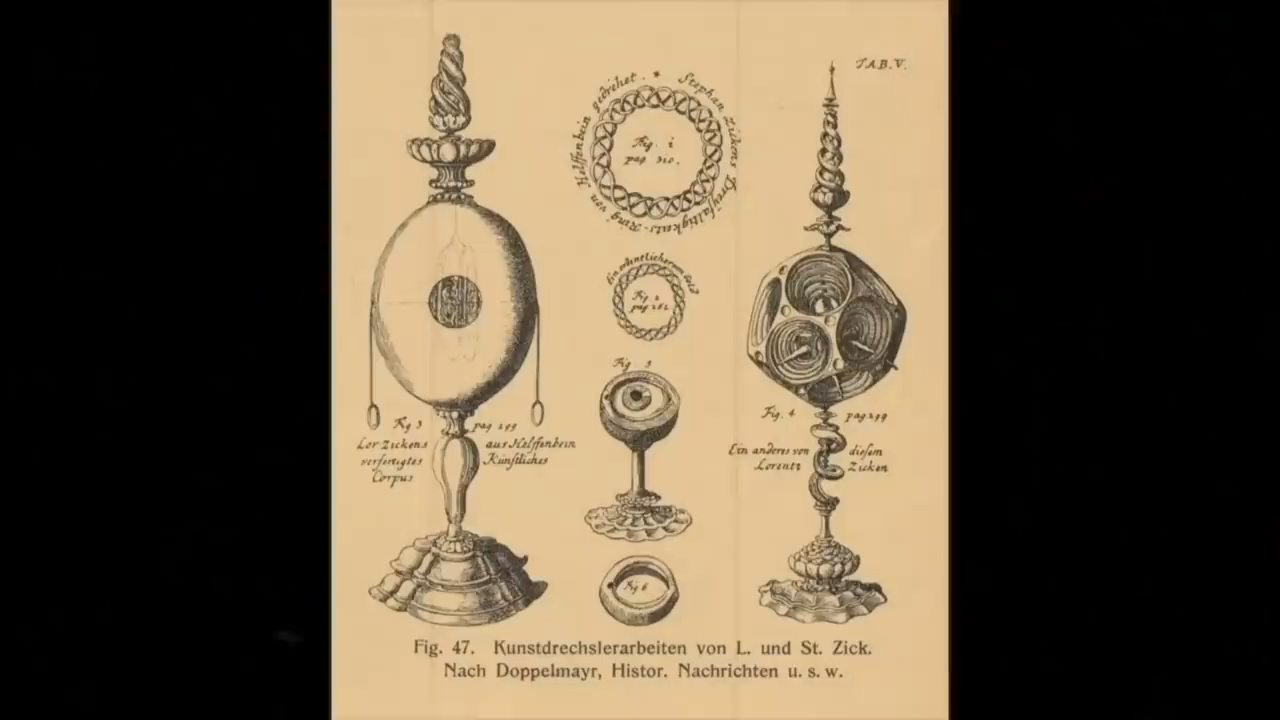 TAB.V.
Stephan Zickens Dreyfaltigkeits-Ring von Helffenbein gedrehet.
Fig. 1
pag 310.
Ein ordentlicher
Fig. 2
pag
Fig. 5
Fig 3 pag 299
Lor Zickens aus Helffenbein
verfertigtes Künstliches
Corpus.
Fig. 4 pag 299
Ein anderes von diesem
Lorentz Zicken
Fig 6
Fig. 47. Kunstdrechslerarbeiten von L. und St. Zick.
Nach Doppelmayr, Histor. Nachrichten u. s. w.